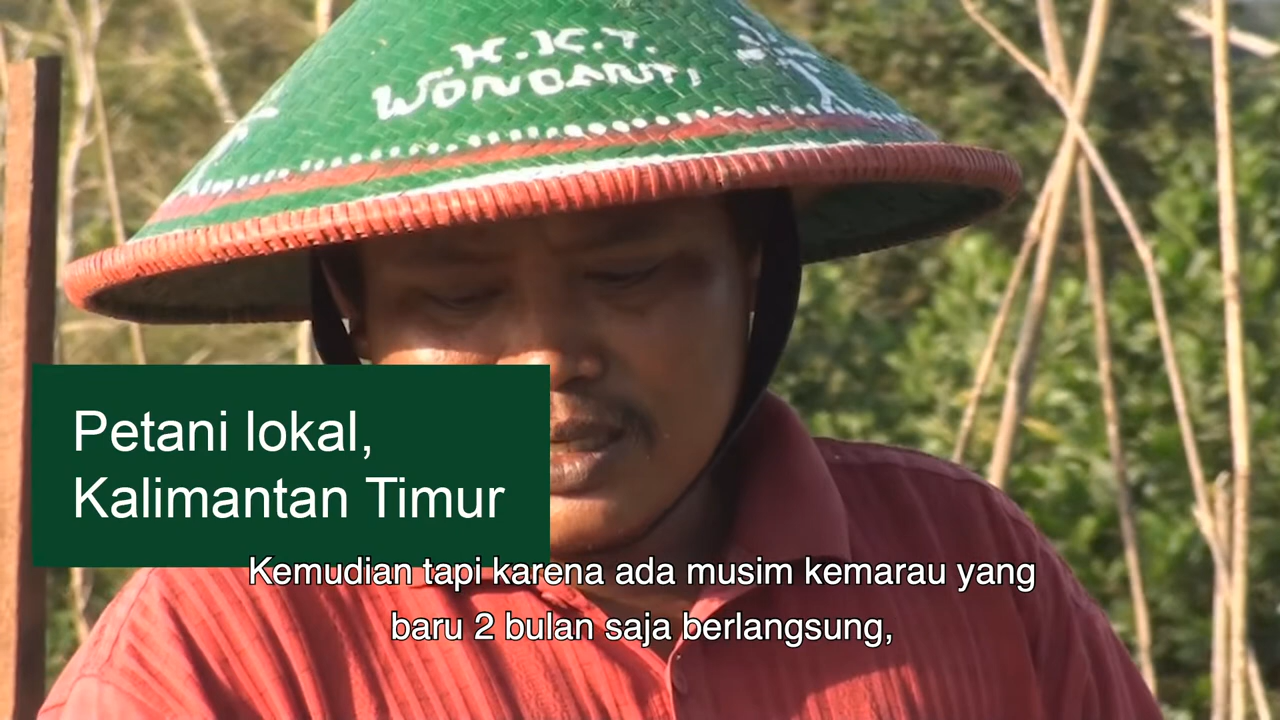 K.K.T.
WONOANTI
Petani lokal,
Kalimantan Timur
Kemudian tapi karena ada musim kemarau yang
baru 2 bulan saja berlangsung,